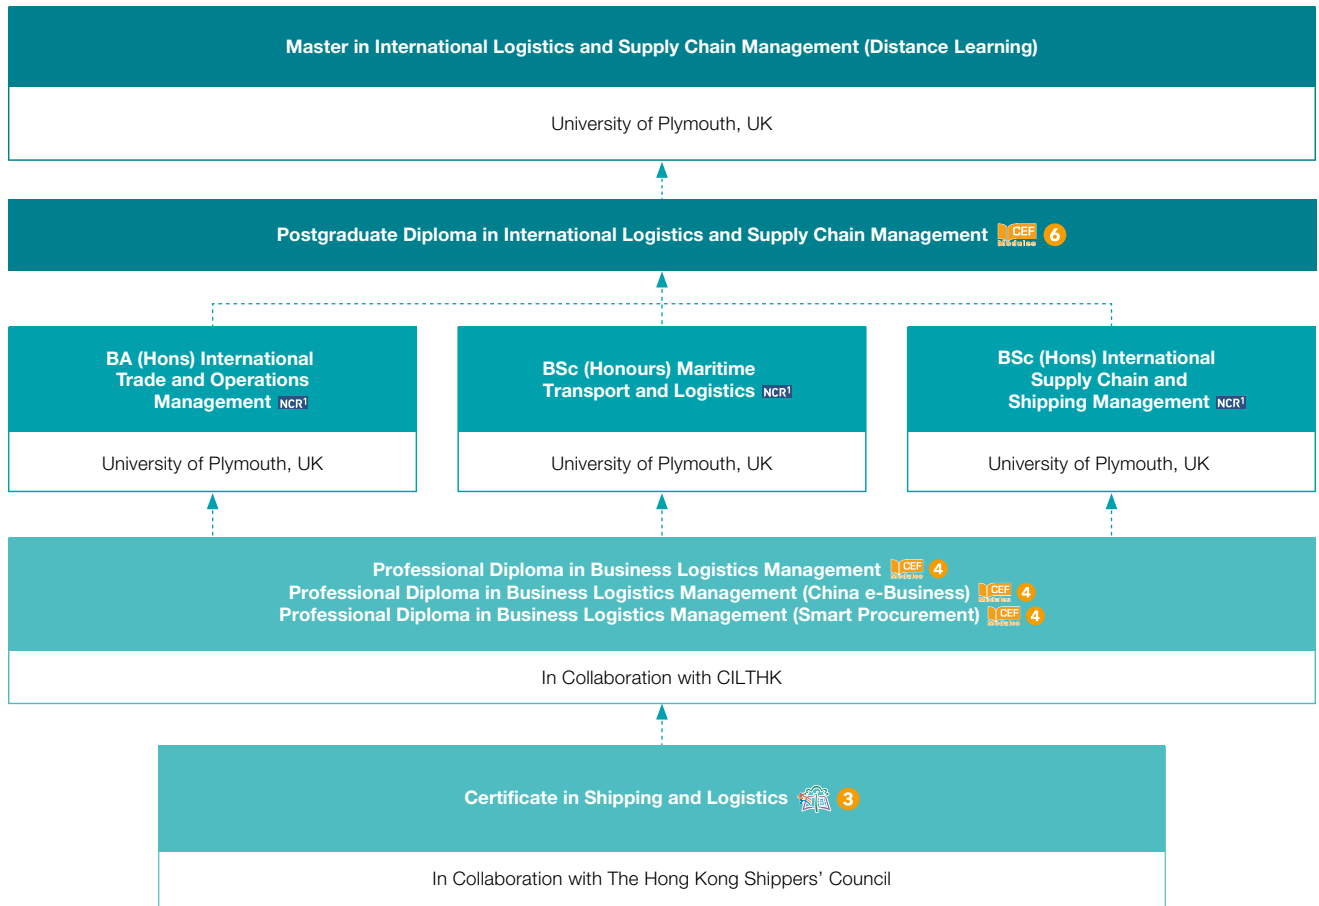 Master in International Logistics and Supply Chain Management (Distance Learning)
University of Plymouth, UK
Postgraduate Diploma in International Logistics and Supply Chain Management CEF Modules 6
BA (Hons) International
Trade and Operations
Management NCR1
University of Plymouth, UK
BSc (Honours) Maritime
Transport and Logistics NCR1
University of Plymouth, UK
BSc (Hons) International
Supply Chain and
Shipping Management NCR1
University of Plymouth, UK
Professional Diploma in Business Logistics Management CEF Modules 4
Professional Diploma in Business Logistics Management (China e-Business) CEF Modules 4
Professional Diploma in Business Logistics Management (Smart Procurement) CEF Modules 4
In Collaboration with CILTHK
Certificate in Shipping and Logistics 3
In Collaboration with The Hong Kong Shippers’ Council